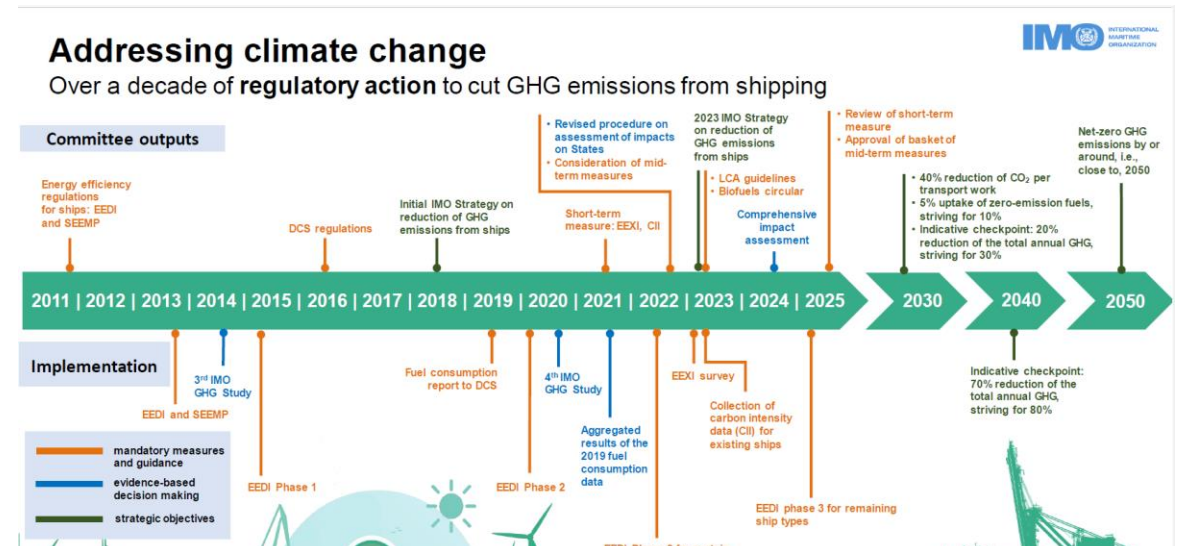 Addressing climate change
Over a decade of regulatory action to cut GHG emissions from shipping
IMO
INTERNATIONAL
MARITIME
ORGANIZATION
Committee outputs
Energy efficiency
regulations
for ships: EEDI
and SEEMP
DCS regulations
Initial IMO Strategy on
reduction of GHG
emissions from ships
• Revised procedure on
assessment of impacts
on States
• Consideration of mid-
term measures
Short-term
measure: EEXI, CII
2023 IMO Strategy
on reduction of
GHG emissions
from ships
• LCA guidelines
• Biofuels circular
Comprehensive
impact
assessment
• Review of short-term
measure
• Approval of basket of
mid-term measures
• 40% reduction of CO₂ per
transport work
• 5% uptake of zero-emission fuels,
striving for 10%
• Indicative checkpoint: 20%
reduction of the total annual GHG,
striving for 30%
Net-zero GHG
emissions by or
around, i.e.,
close to, 2050
2011 | 2012 | 2013 | 2014 | 2015 | 2016 | 2017 | 2018 | 2019 | 2020 | 2021 | 2022 | 2023 | 2024 | 2025
2030
2040
2050
Implementation
EEDI and SEEMP
3rd IMO
GHG Study
EEDI Phase 1
Fuel consumption
report to DCS
EEDI Phase 2
4th IMO
GHG Study
Aggregated
results of the
2019 fuel
consumption
data
EEXI survey
Collection of
carbon intensity
data (CII) for
existing ships
EEDI phase 3 for remaining
ship types
Indicative checkpoint:
70% reduction of the
total annual GHG,
striving for 80%
mandatory measures
and guidance
evidence-based
decision making
strategic objectives